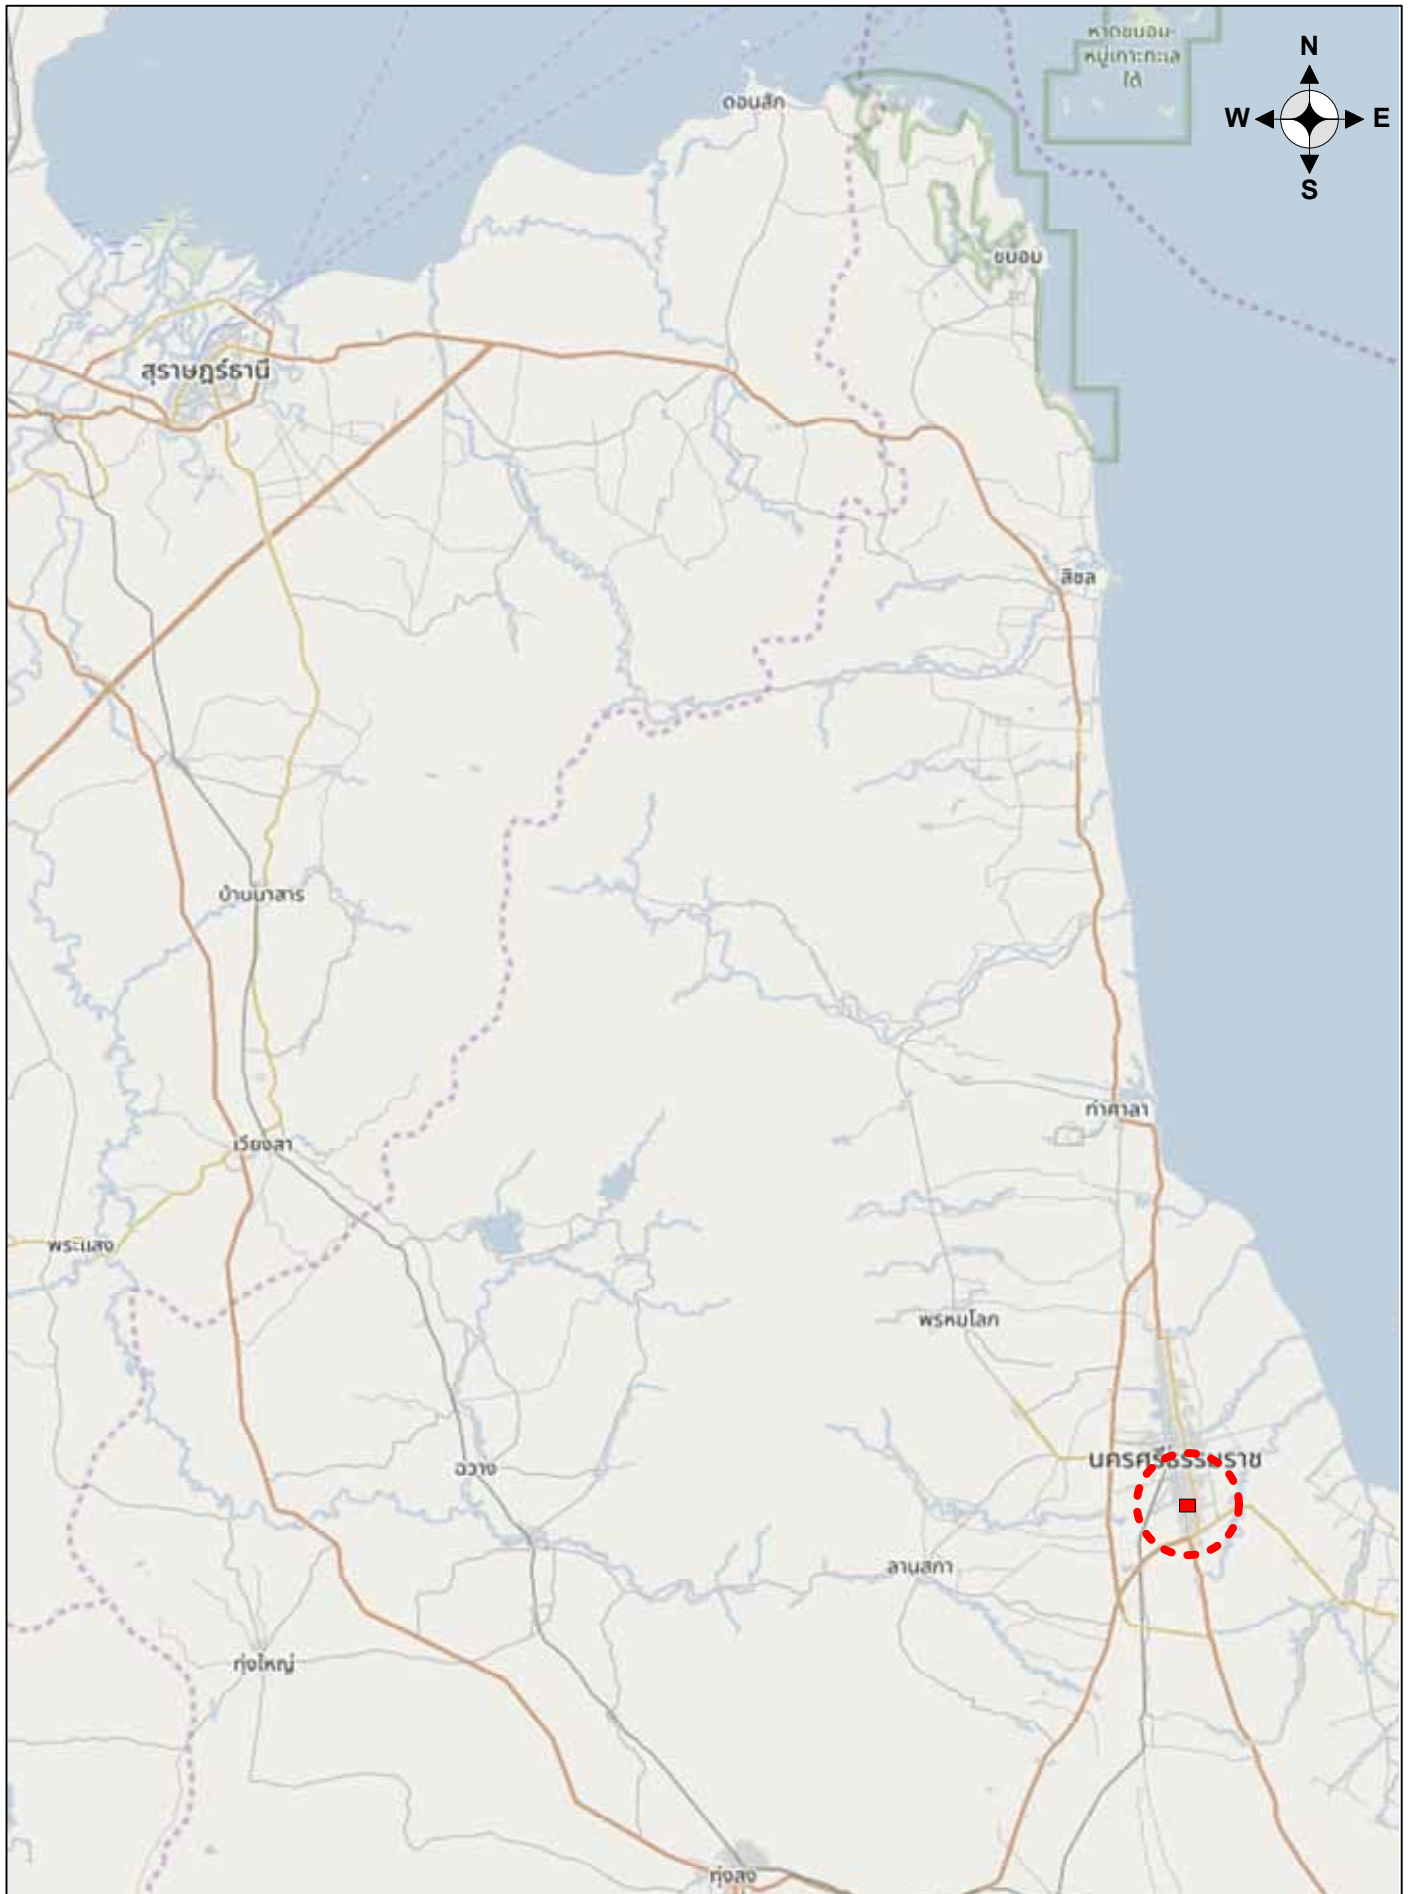 หาดขนอม-
หมู่เกาะทะเล
ใต้
N
W
E
S
ดอนสัก
ขนอม
สุราษฎร์ธานี
สิชล
บ้านนาสาร
ท่าศาลา
เวียงสา
พระแสง
พรหมโลก
นครศรีธรรมราช
ฉวาง
ลานสกา
ทุ่งใหญ่
ทุ่งสง